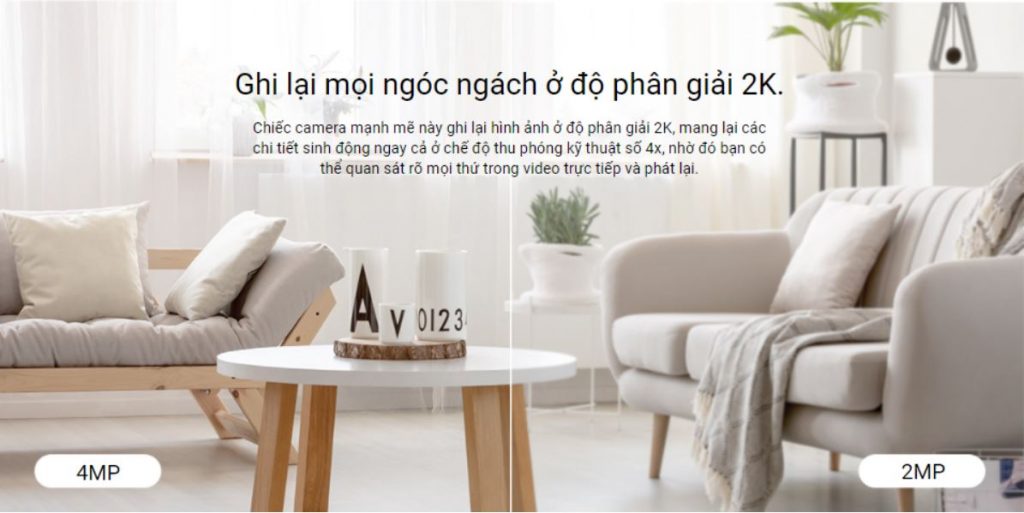 Ghi lại mọi ngóc ngách ở độ phân giải 2K.
Chiếc camera mạnh mẽ này ghi lại hình ảnh ở độ phân giải 2K, mang lại các
chi tiết sinh động ngay cả ở chế độ thu phóng kỹ thuật số 4x, nhờ đó bạn có
thể quan sát rõ mọi thứ trong video trực tiếp và phát lại.
A V 01234
4MP
2MP